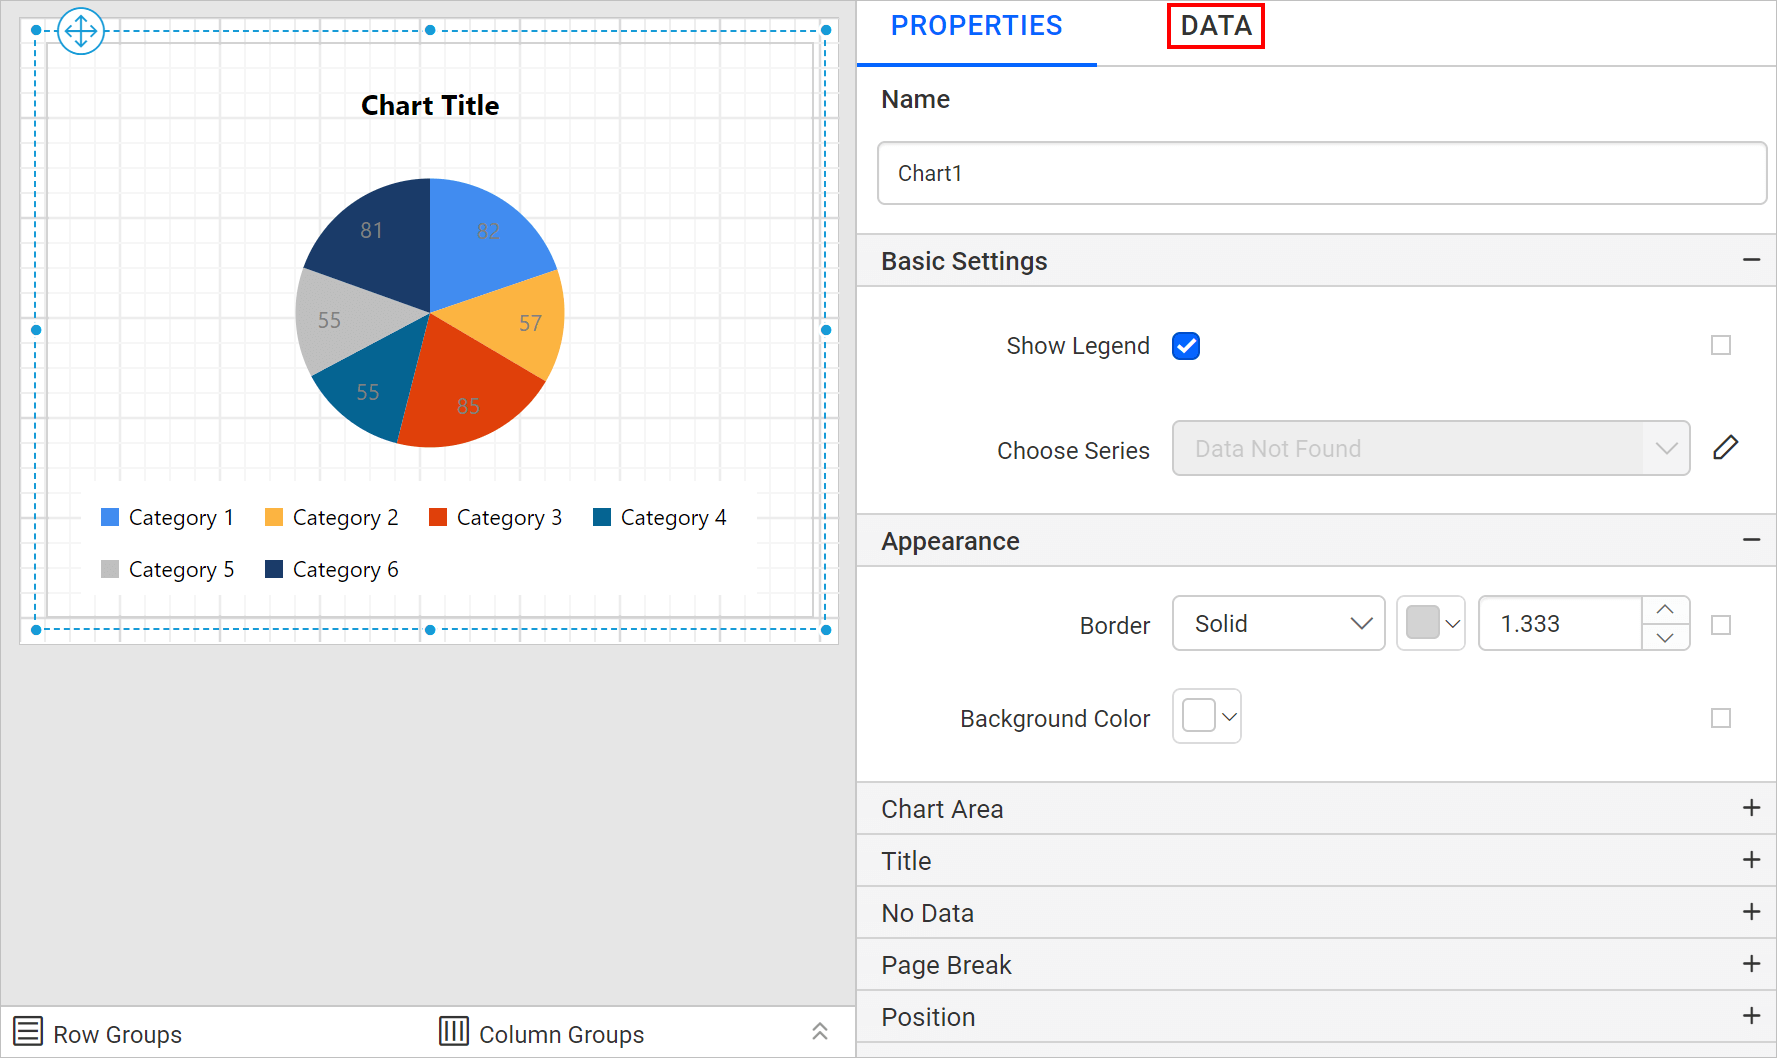 Chart Title
81
82
55
57
55
85
Category 1 Category 2 Category 3 Category 4
Category 5 Category 6
Row Groups Column Groups
PROPERTIES DATA
Name
Chart1
Basic Settings
Show Legend
Choose Series Data Not Found
Appearance
Border Solid 1.333
Background Color
Chart Area
Title
No Data
Page Break
Position